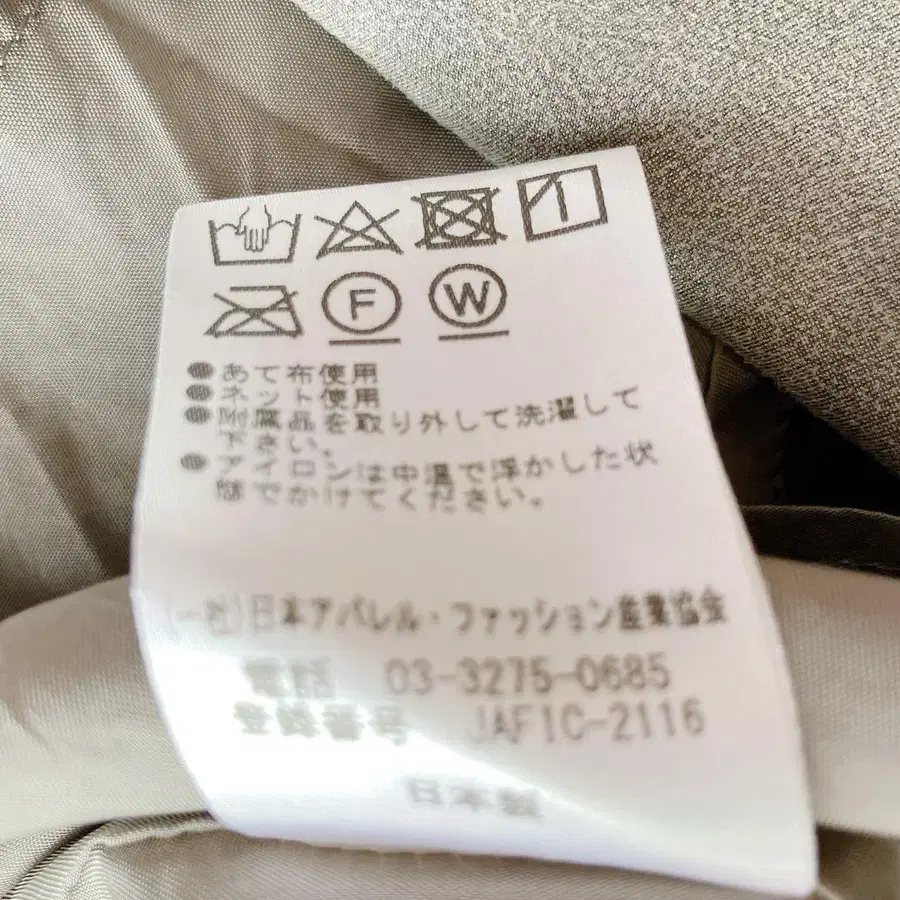 F W
●あて布使用
●ネット使用
●附属品を取り外して洗濯して
下さい。
●アイロンは中温で浮かした状
態でかけてください。
(一社)日本アパレル・ファッション産業協会
電話 03-3275-0685
登録番号 JAFIC-2116
日本製